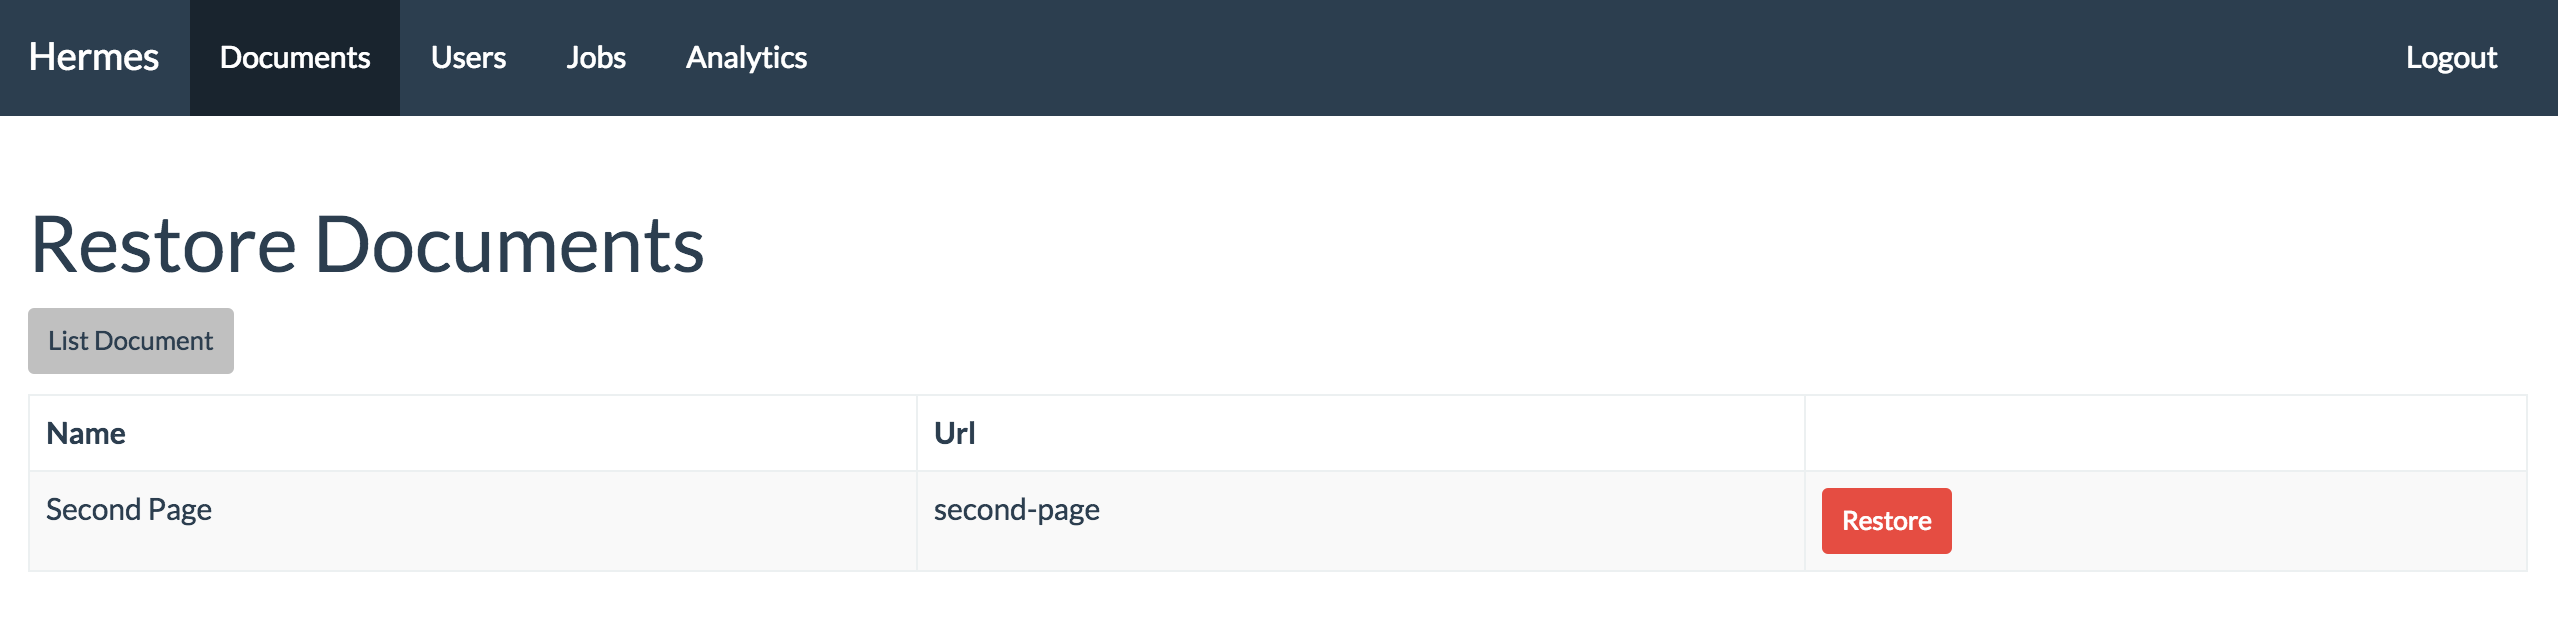 Hermes Documents Users Jobs Analytics Logout
Restore Documents
List Document
Name Url
Second Page second-page Restore